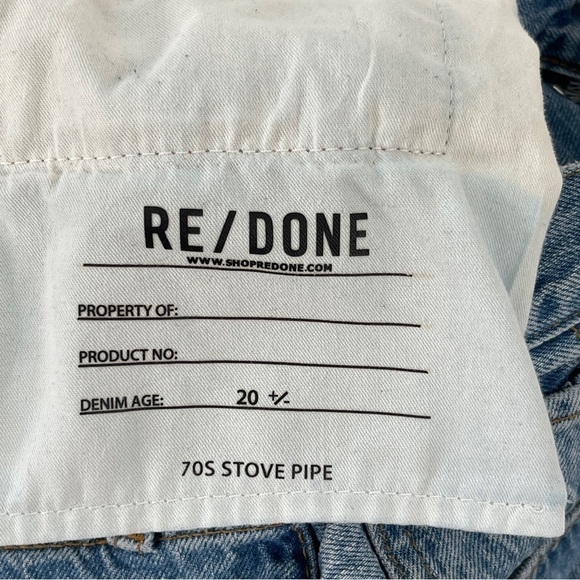 RE/DONE
WWW.SHOPREDONE.COM
PROPERTY OF:
PRODUCT NO:
DENIM AGE: 20 +/-
70S STOVE PIPE